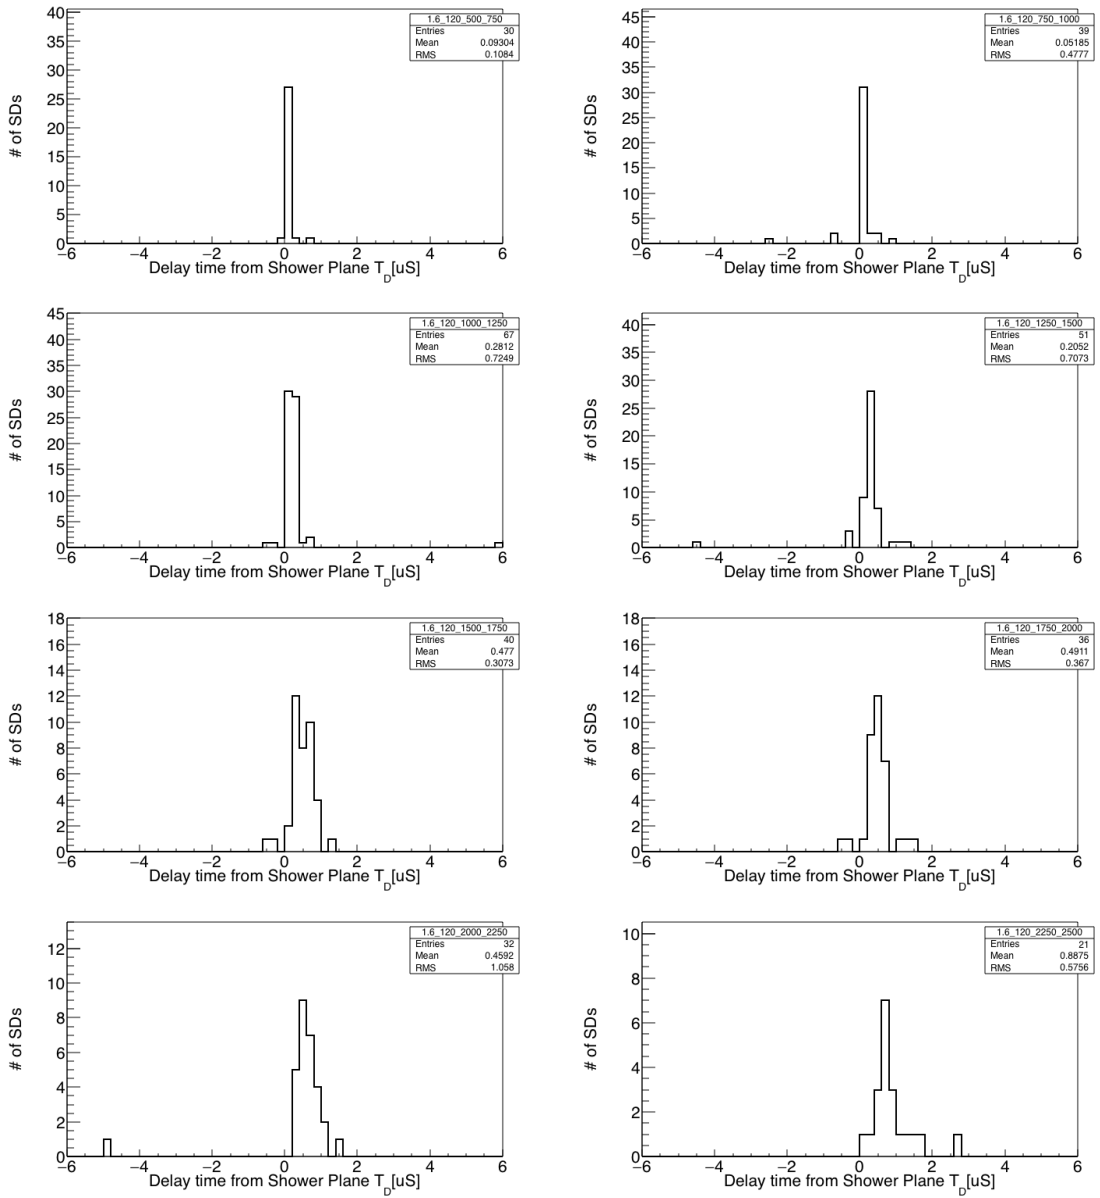 1.6_120_500_750
Entries 30
Mean 0.09304
RMS 0.1084
# of SDs
40
35
30
25
20
15
10
5
0
−6 −4 −2 0 2 4 6
Delay time from Shower Plane T_D[uS]
1.6_120_750_1000
Entries 39
Mean 0.05185
RMS 0.4777
# of SDs
45
40
35
30
25
20
15
10
5
0
−6 −4 −2 0 2 4 6
Delay time from Shower Plane T_D[uS]
1.6_120_1000_1250
Entries 67
Mean 0.2812
RMS 0.7249
# of SDs
45
40
35
30
25
20
15
10
5
0
−6 −4 −2 0 2 4 6
Delay time from Shower Plane T_D[uS]
1.6_120_1250_1500
Entries 51
Mean 0.2052
RMS 0.7073
# of SDs
40
35
30
25
20
15
10
5
0
−6 −4 −2 0 2 4 6
Delay time from Shower Plane T_D[uS]
1.6_120_1500_1750
Entries 40
Mean 0.477
RMS 0.3073
# of SDs
18
16
14
12
10
8
6
4
2
0
−6 −4 −2 0 2 4 6
Delay time from Shower Plane T_D[uS]
1.6_120_1750_2000
Entries 36
Mean 0.4911
RMS 0.367
# of SDs
18
16
14
12
10
8
6
4
2
0
−6 −4 −2 0 2 4 6
Delay time from Shower Plane T_D[uS]
1.6_120_2000_2250
Entries 32
Mean 0.4592
RMS 1.058
# of SDs
12
10
8
6
4
2
0
−6 −4 −2 0 2 4 6
Delay time from Shower Plane T_D[uS]
1.6_120_2250_2500
Entries 21
Mean 0.8875
RMS 0.5756
# of SDs
10
8
6
4
2
0
−6 −4 −2 0 2 4 6
Delay time from Shower Plane T_D[uS]